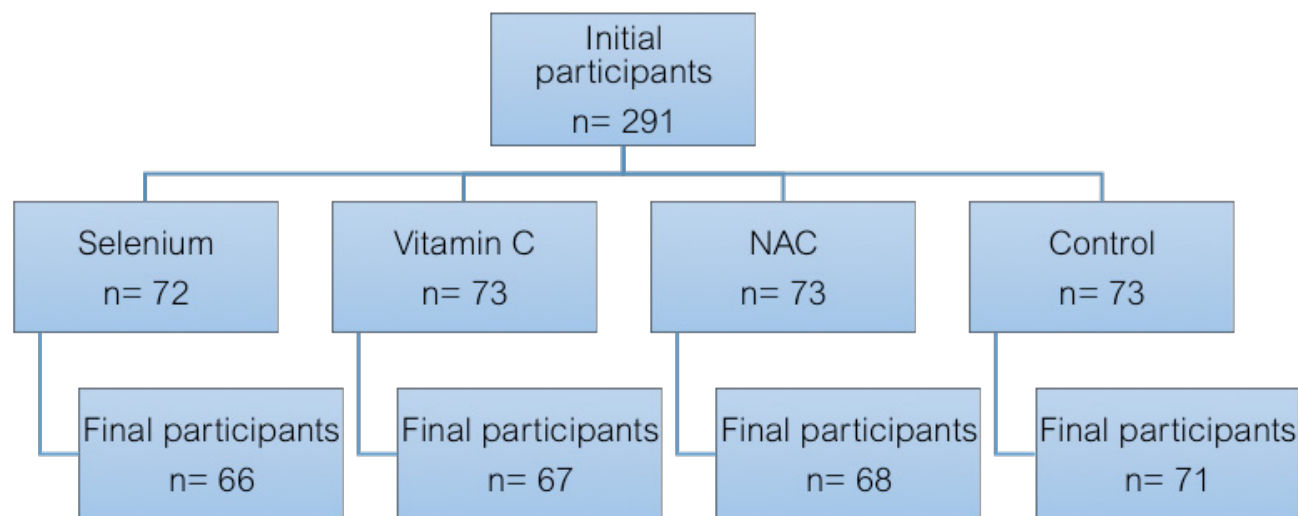 Initial
participants
n= 291
Selenium
n= 72
Vitamin C
n= 73
NAC
n= 73
Control
n= 73
Final participants
n= 66
Final participants
n= 67
Final participants
n= 68
Final participants
n= 71